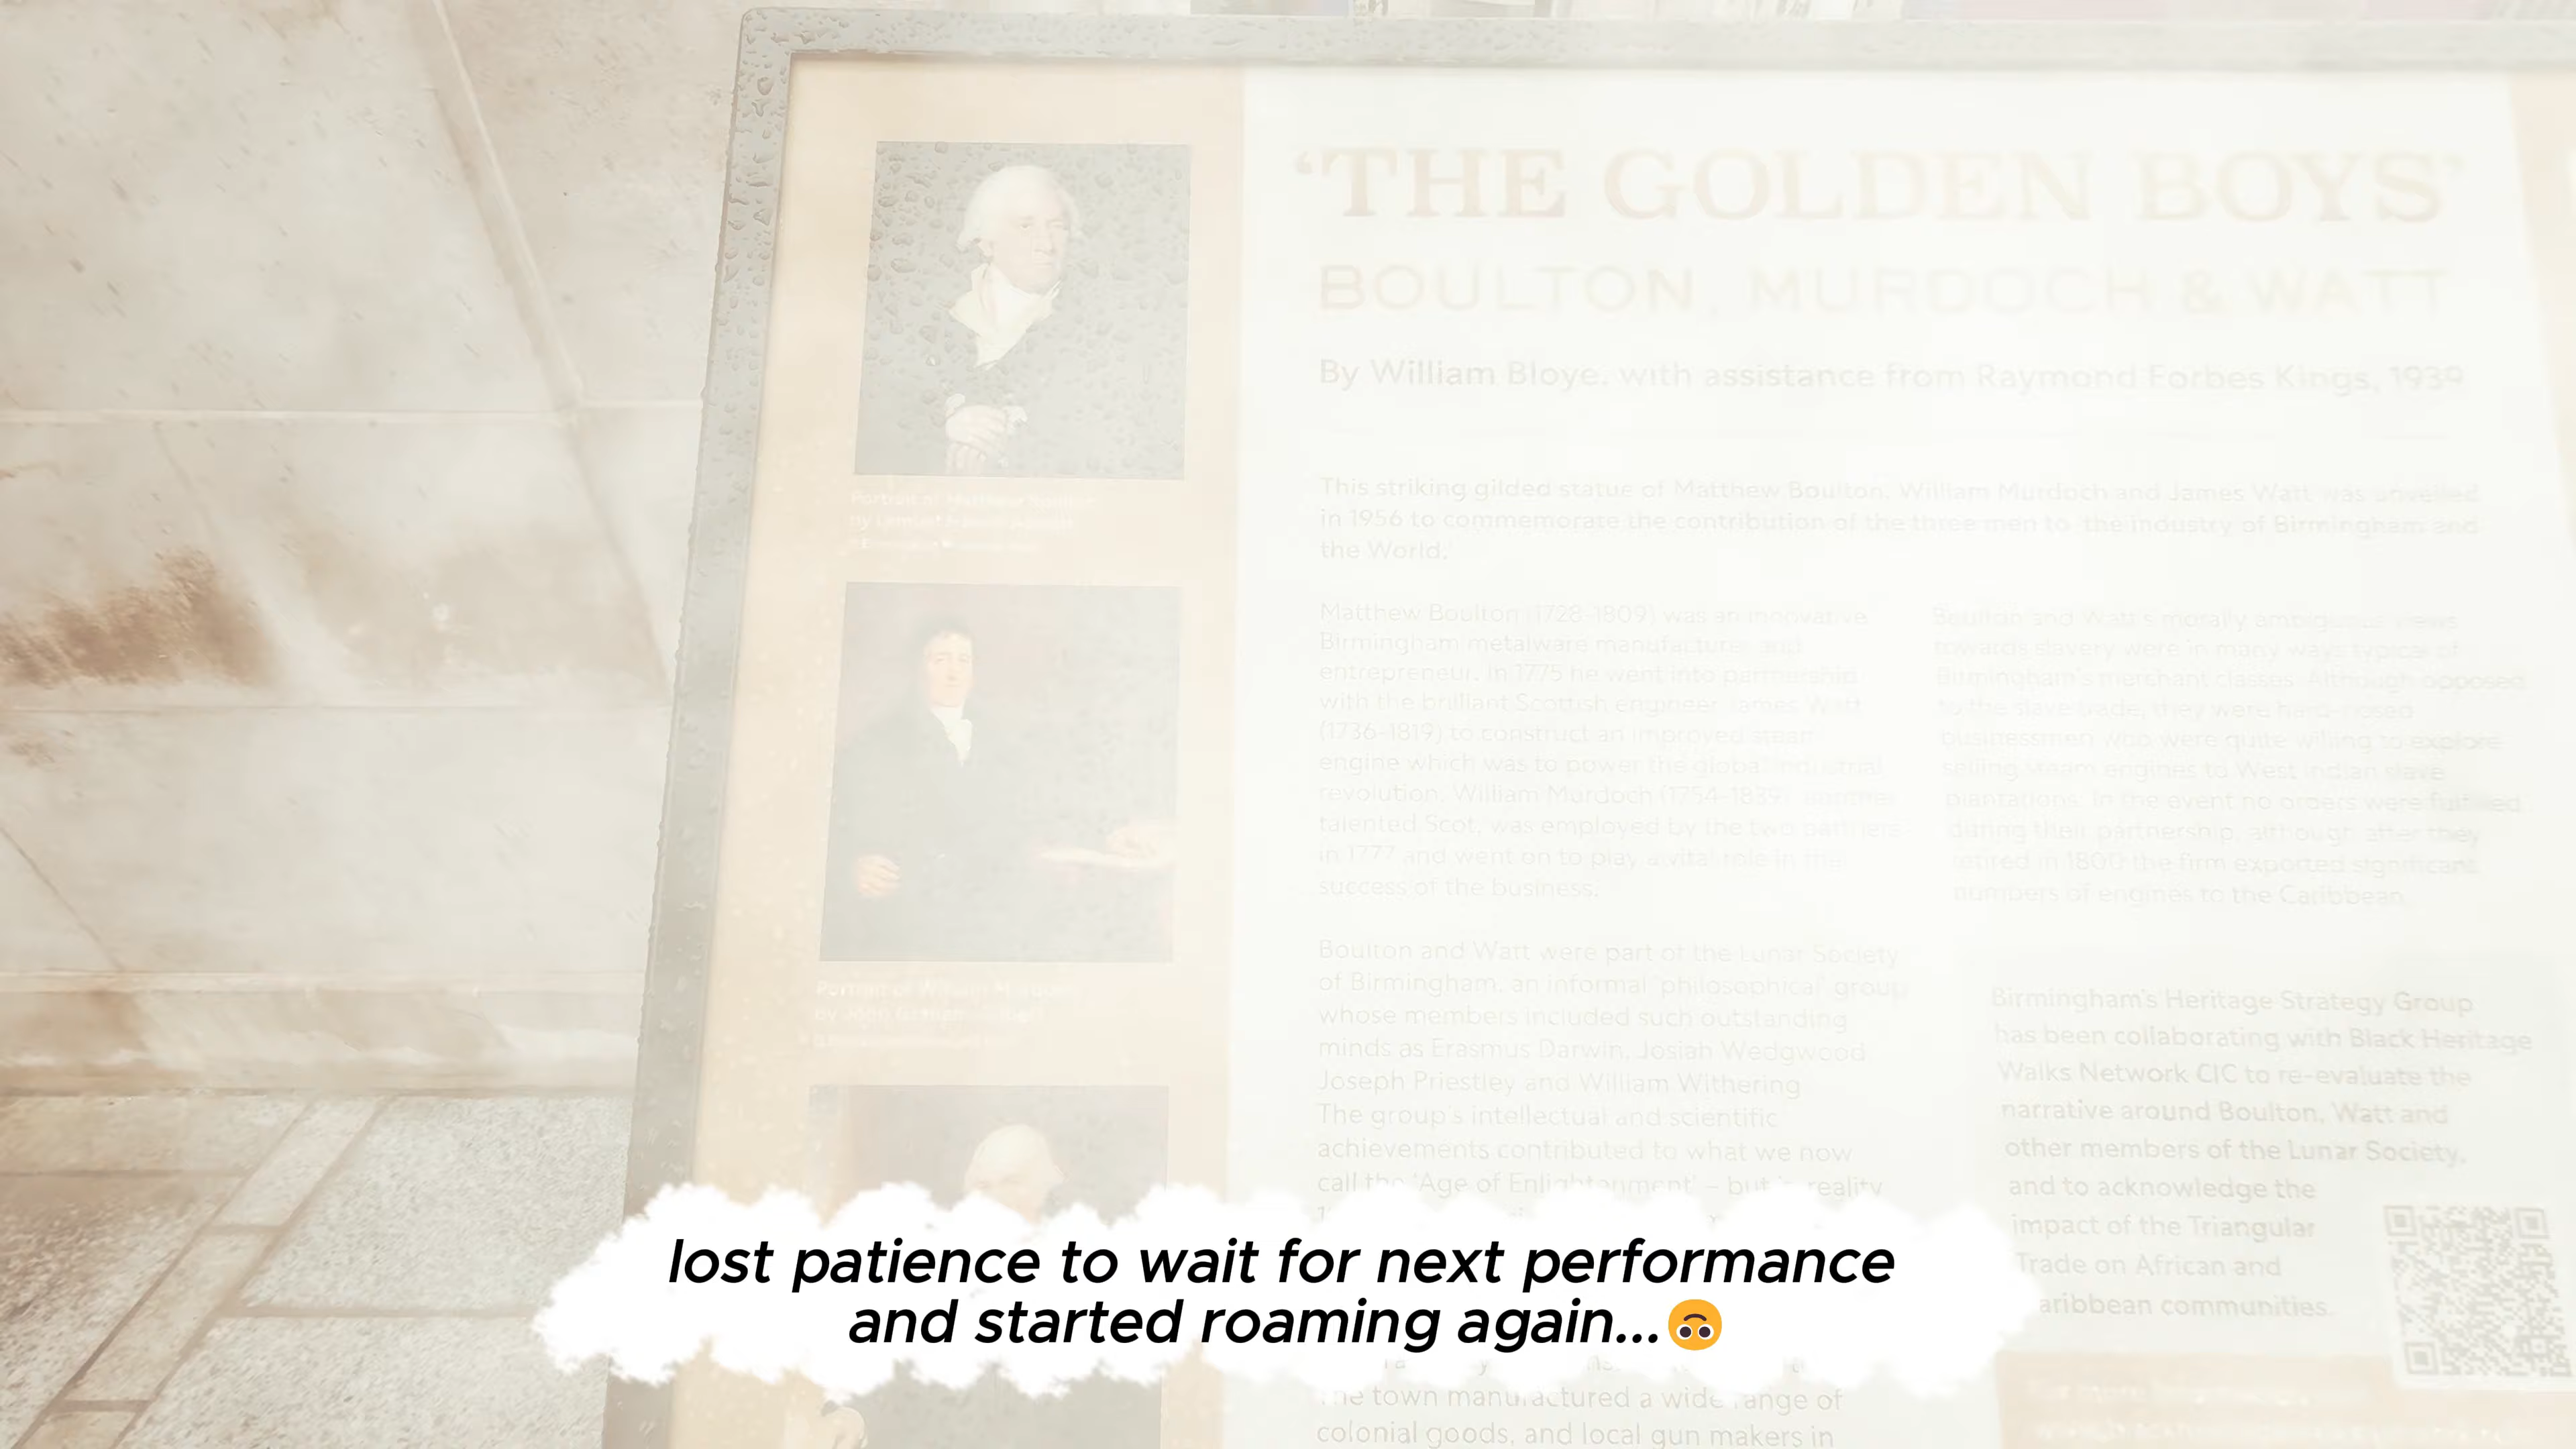 'THE GOLDEN BOYS'
BOULTON, MURDOCH & WATT
By William Bloye, with assistance from Raymond Forbes Kings, 1939
This striking gilded statue of Matthew Boulton, William Murdoch and James Watt was unveiled
in 1956 to commemorate the contribution of the three men to 'the industry of Birmingham and
the World.'
Matthew Boulton (1728-1809) was an innovative
Birmingham metalware manufacturer and
entrepreneur. In 1775 he went into partnership
with the brilliant Scottish engineer James Watt
(1736-1819) to construct an improved steam
engine which was to power the global industrial
revolution. William Murdoch (1754-1839), another
talented Scot, was employed by the two partners
in 1777 and went on to play a vital role in the
success of the business.
Boulton and Watt were part of the Lunar Society
of Birmingham, an informal 'philosophical' group
whose members included such outstanding
minds as Erasmus Darwin, Josiah Wedgwood
Joseph Priestley and William Withering
The group's intellectual and scientific
achievements contributed to what we now
call the 'Age of Enlightenment' – but reality
The town manufactured a wide range of
colonial goods, and local gun makers in
Boulton and Watt's morally ambiguous views
towards slavery were in many ways typical of
Birmingham's merchant classes. Although opposed
to the slave trade, they were hard-nosed
businessmen who were quite willing to explore
selling steam engines to West Indian slave
plantations. In the event no orders were fulfilled
during their partnership, although after they
retired in 1800 the firm exported significant
numbers of engines to the Caribbean.
Birmingham's Heritage Strategy Group
has been collaborating with Black Heritage
Walks Network CIC to re-evaluate the
narrative around Boulton, Watt and
other members of the Lunar Society,
and to acknowledge the
impact of the Triangular
Trade on African and
aribbean communities.
lost patience to wait for next performance
and started roaming again...🙃